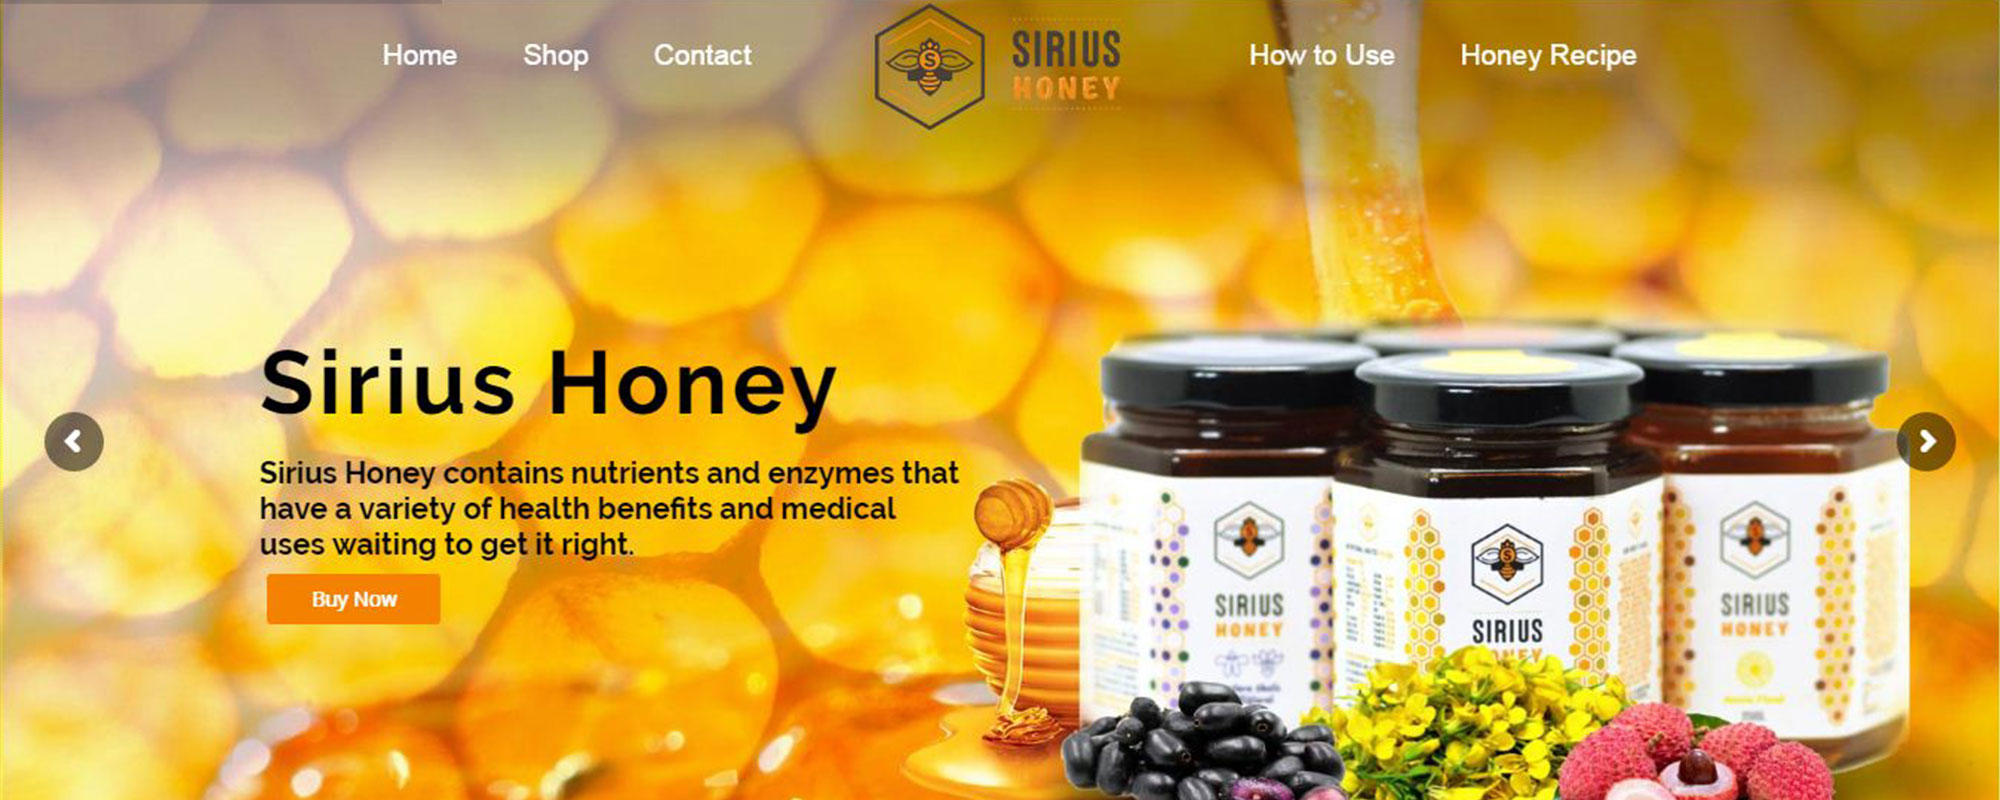 Home Shop Contact
SIRIUS
HONEY
How to Use Honey Recipe
Sirius Honey
Sirius Honey contains nutrients and enzymes that
have a variety of health benefits and medical
uses waiting to get it right.
Buy Now
SIRIUS
HONEY
SIRIUS
HONEY
SIRIUS
HONEY